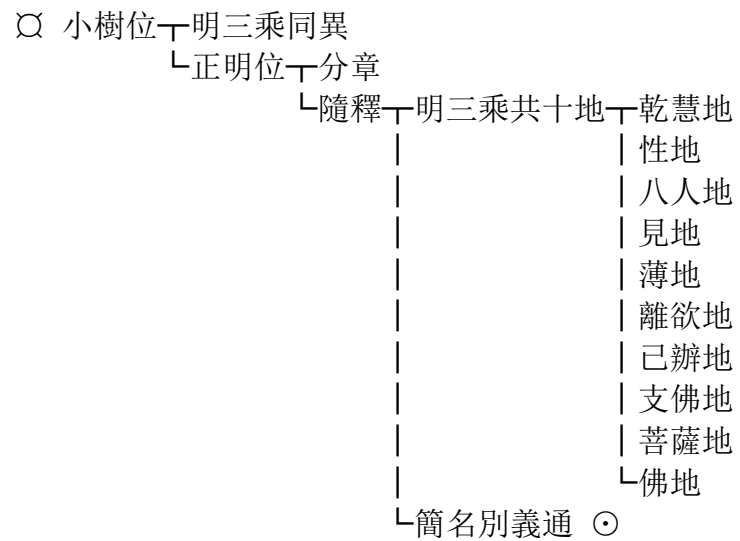 ¤ 小樹位┬明三乘同異
└正明位┬分章
└隨釋┬明三乘共十地┬乾慧地
｜｜性地
｜｜八人地
｜｜見地
｜｜薄地
｜｜離欲地
｜｜已辦地
｜｜支佛地
｜｜菩薩地
｜└佛地
└簡名別義通 ⊙